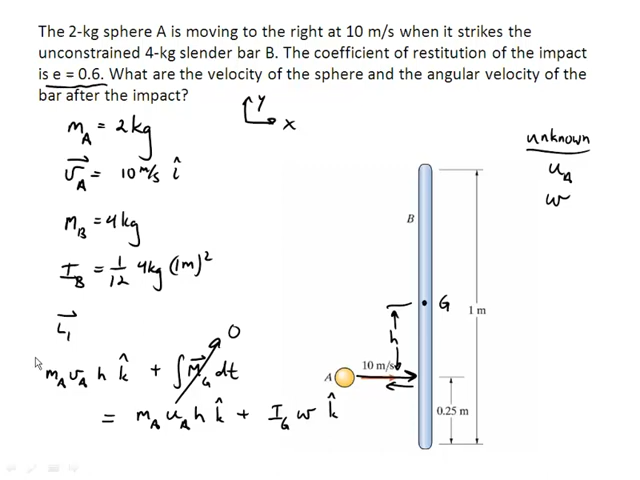 The 2-kg sphere A is moving to the right at 10 m/s when it strikes the
unconstrained 4-kg slender bar B. The coefficient of restitution of the impact
is e = 0.6. What are the velocity of the sphere and the angular velocity of the
bar after the impact?
y
x
m_A = 2kg
unknown
v⃗_A = 10 m/s î
u_A
ω
M_B = 4kg
B
I_B = 1/12 4kg (1m)²
G
1 m
L⃗_1
h
0
10 m/s
A
m_A v_A h k̂ + ∫M⃗_G dt
= m_A u_A h k̂ + I_G ω k̂
0.25 m